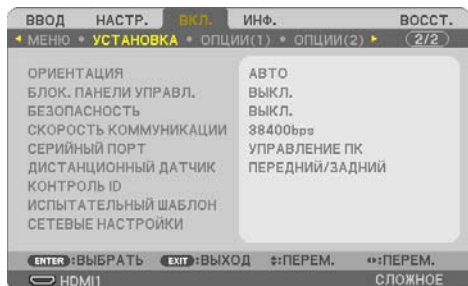 ВВОД НАСТР. ВКЛ. ИНФ. ВОССТ.
МЕНЮ • УСТАНОВКА • ОПЦИИ(1) • ОПЦИИ(2) (2/2)
ОРИЕНТАЦИЯ АВТО
БЛОК. ПАНЕЛИ УПРАВЛ. ВЫКЛ.
БЕЗОПАСНОСТЬ ВЫКЛ.
СКОРОСТЬ КОММУНИКАЦИИ 38400bps
СЕРИЙНЫЙ ПОРТ УПРАВЛЕНИЕ ПК
ДИСТАНЦИОННЫЙ ДАТЧИК ПЕРЕДНИЙ/ЗАДНИЙ
КОНТРОЛЬ ID
ИСПЫТАТЕЛЬНЫЙ ШАБЛОН
СЕТЕВЫЕ НАСТРОЙКИ
ENTER :ВЫБРАТЬ EXIT :ВЫХОД :ПЕРЕМ. :ПЕРЕМ.
HDMI1 СЛОЖНОЕ